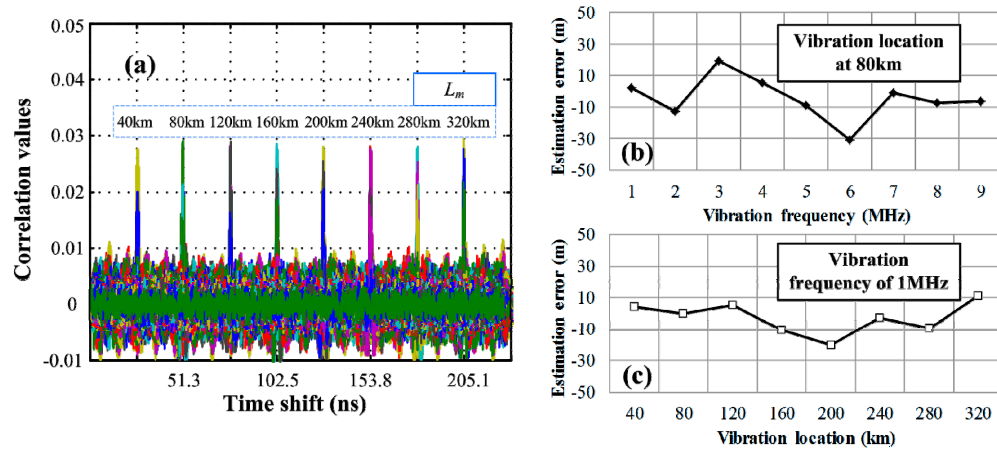 (a)
L_m
40km 80km 120km 160km 200km 240km 280km 320km
Correlation values
0.05
0.04
0.03
0.02
0.01
0
-0.01
51.3 102.5 153.8 205.1
Time shift (ns)
Estimation error (m)
50
10
-10
-30
-50
Vibration location
at 80km
(b)
1 2 3 4 5 6 7 8 9
Vibration frequency (MHz)
Estimation error (m)
50
30
10
-10
-30
-50
Vibration
frequency of 1MHz
(c)
40 80 120 160 200 240 280 320
Vibration location (km)